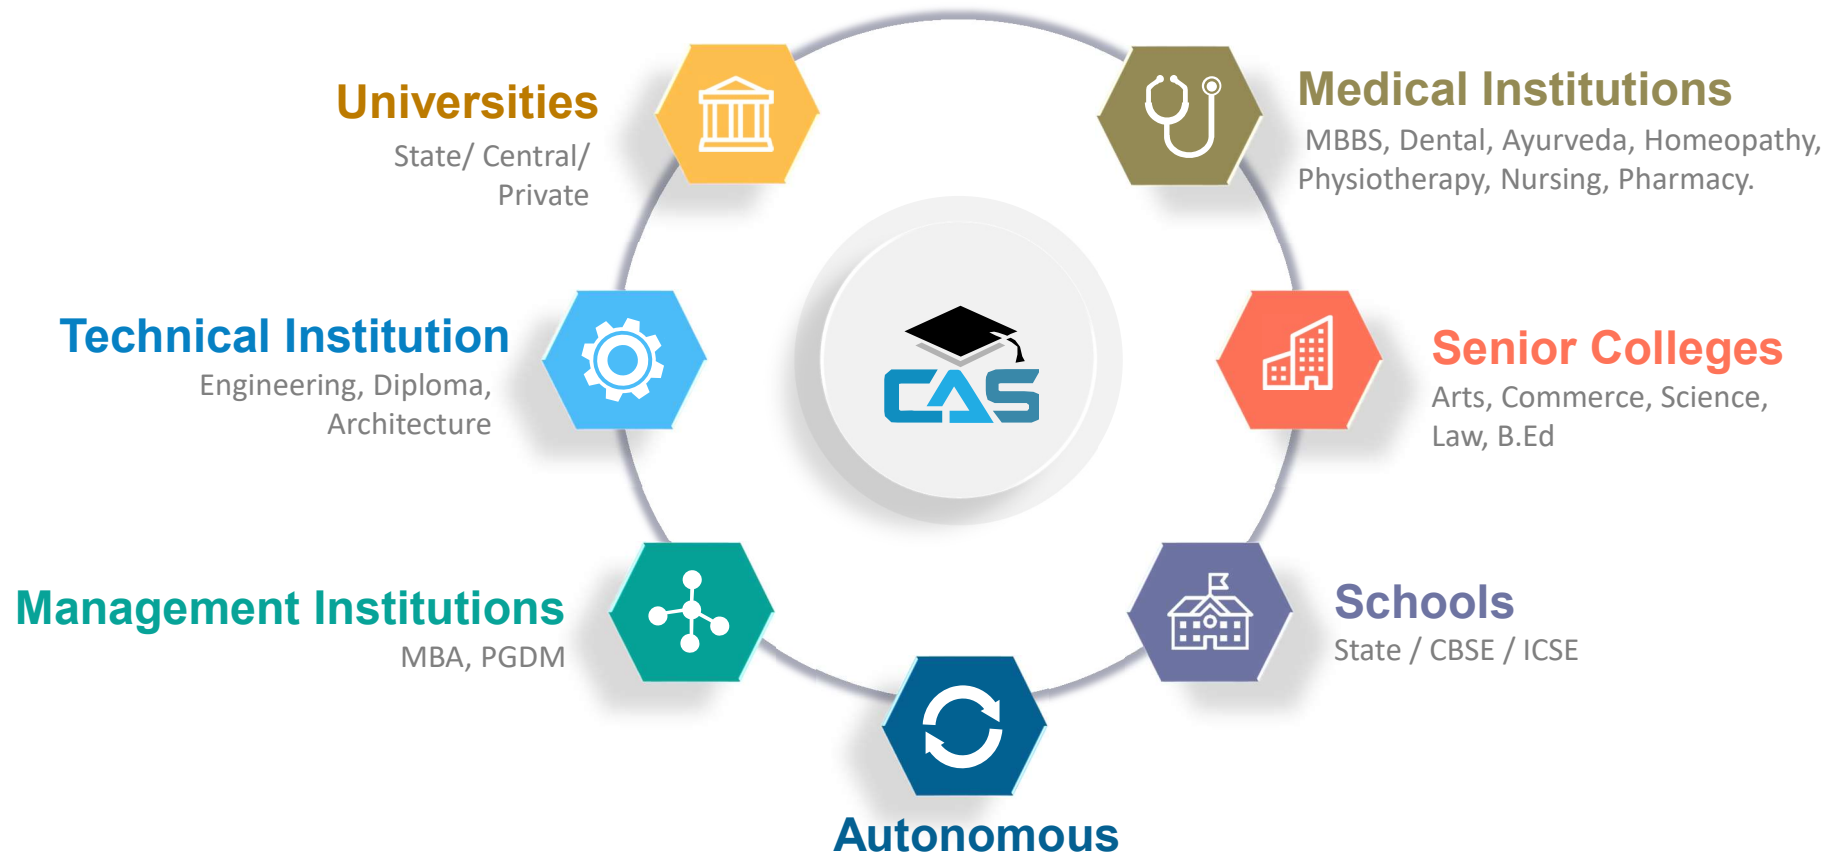 Universities
State/ Central/
Private
Medical Institutions
MBBS, Dental, Ayurveda, Homeopathy,
Physiotherapy, Nursing, Pharmacy.
Technical Institution
Engineering, Diploma,
Architecture
CAS
Senior Colleges
Arts, Commerce, Science,
Law, B.Ed
Management Institutions
MBA, PGDM
Schools
State / CBSE / ICSE
Autonomous